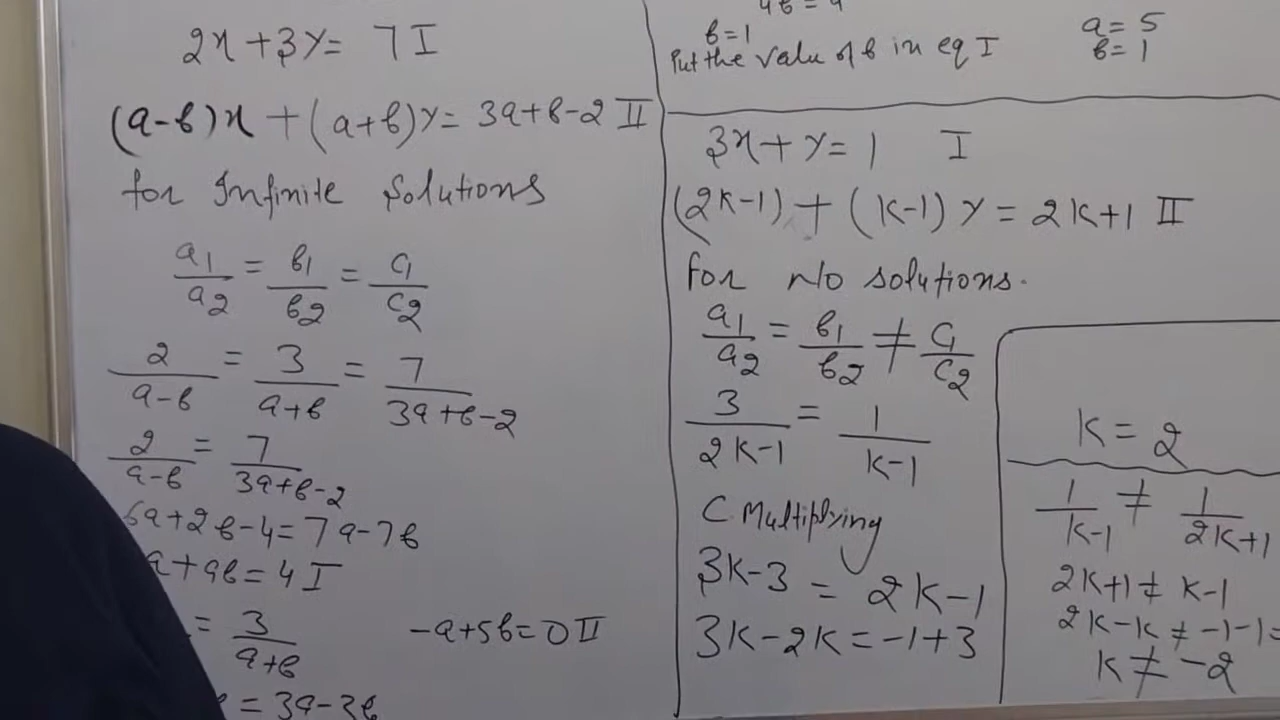 2x+3y= 7 I
(a-b)x+(a+b)y= 3a+b-2 II
for Infinite Solutions
a1/a2 = b1/b2 = c1/c2
2/a-b = 3/a+b = 7/3a+b-2
2/a-b = 7/3a+b-2
6a+2b-4=7a-7b
a+9b=4 I
= 3/a+b
-a+5b=0 II
= 3a-3b
4b=4
b=1
Put the value of b in eq I
a=5
b=1
3x+y=1 I
(2k-1)+(k-1)y=2k+1 II
for no solutions.
a1/a2 = b1/b2 ≠ c1/c2
3/2k-1 = 1/k-1
C. Multiplying
3k-3 = 2k-1
3k-2k=-1+3
k=2
1/k-1 ≠ 1/2k+1
2k+1≠ k-1
2k-k≠-1-1=
k≠-2